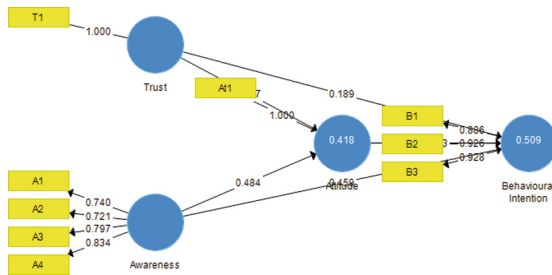 T1
1.000
Trust
At1
7
1.000
0.189
B1
0.886
B2
3
0.926
B3
0.928
0.418
0.509
Attitude
Behavioural
Intention
0.484
A1
0.740
A2
0.721
A3
0.797
A4
0.834
Awareness